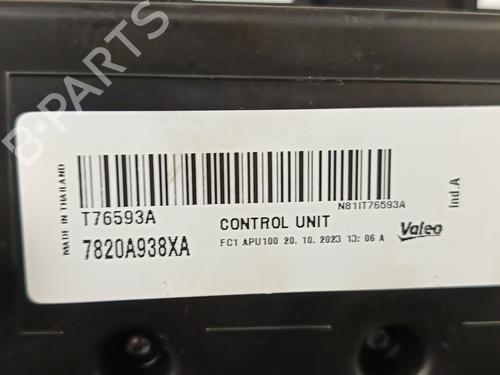 B-PARTS
MADE IN THAILAND
T76593A
N81IT76593A
7820A938XA
CONTROL UNIT
FC1 APU100 20. 10. 2023 13: 06 A
Valeo
Ind.A